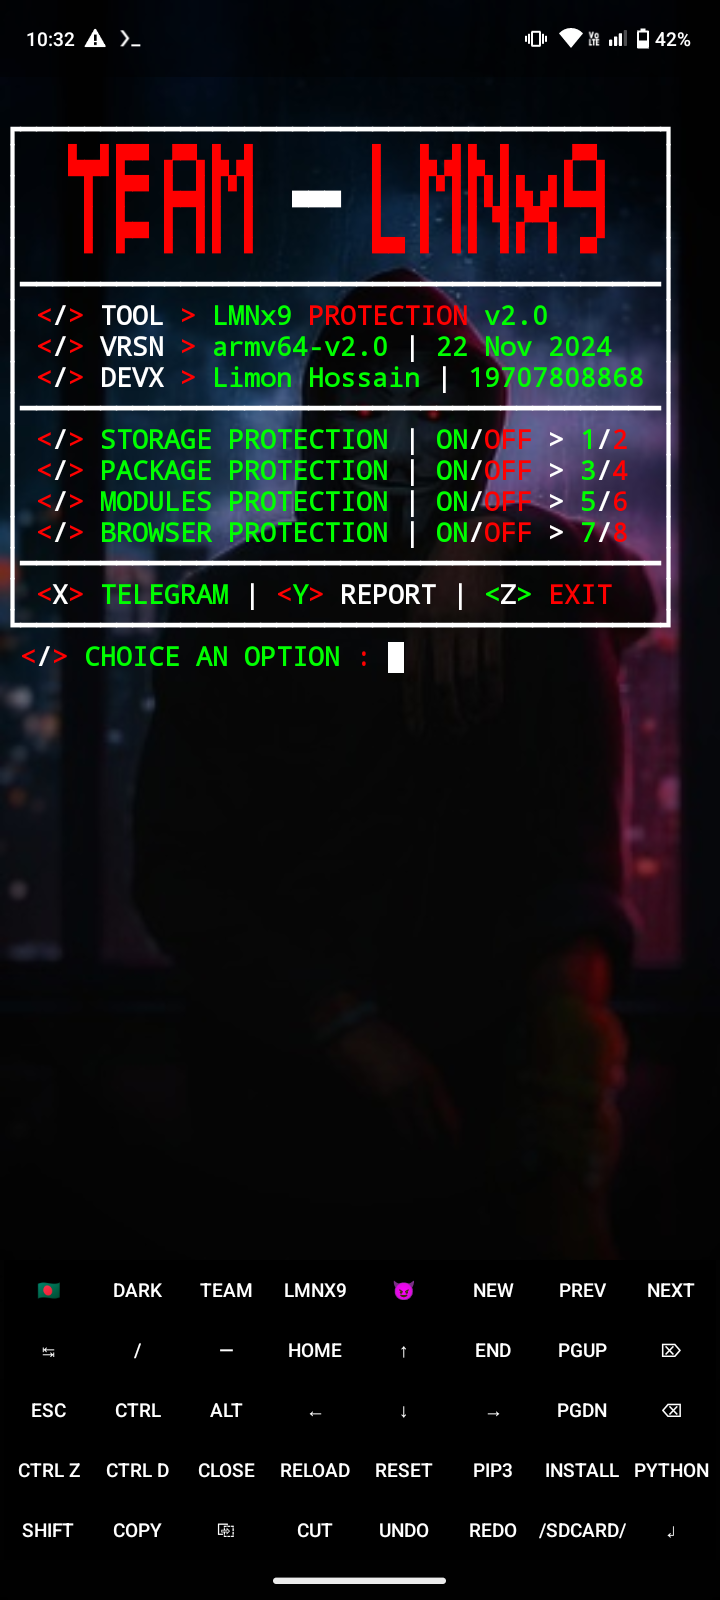 10:32 42%
TEAM - LMNx9
</> TOOL > LMNx9 PROTECTION v2.0
</> VRSN > armv64-v2.0 | 22 Nov 2024
</> DEVX > Limon Hossain | 19707808868
</> STORAGE PROTECTION | ON/OFF > 1/2
</> PACKAGE PROTECTION | ON/OFF > 3/4
</> MODULES PROTECTION | ON/OFF > 5/6
</> BROWSER PROTECTION | ON/OFF > 7/8
<X> TELEGRAM | <Y> REPORT | <Z> EXIT
</> CHOICE AN OPTION :
🇧🇩 DARK TEAM LMNX9 😈 NEW PREV NEXT
↹ / — HOME ↑ END PGUP ⌦
ESC CTRL ALT ← ↓ → PGDN ⌫
CTRL Z CTRL D CLOSE RELOAD RESET PIP3 INSTALL PYTHON
SHIFT COPY CUT UNDO REDO /SDCARD/ ↲